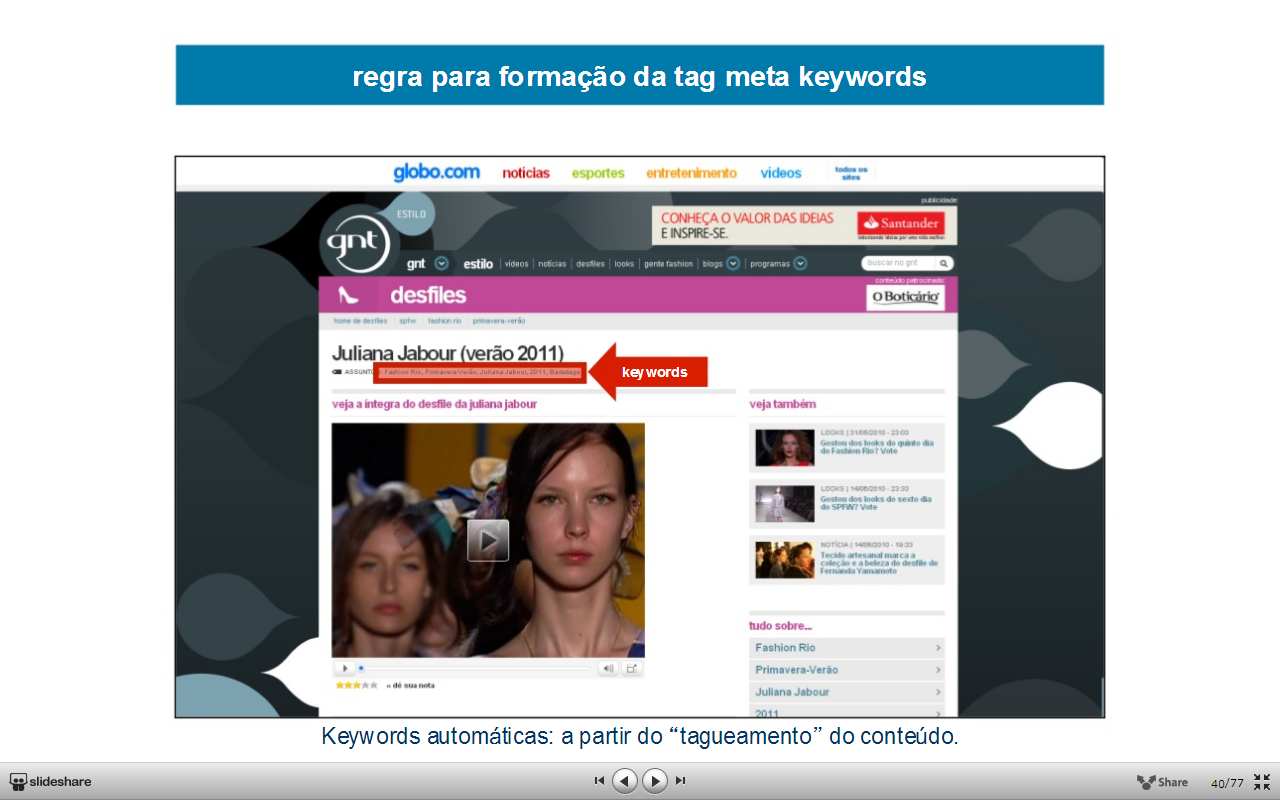 regra para formação da tag meta keywords
globo.com notícias esportes entretenimento vídeos todos os sites
publicidade
ESTILO
gnt
CONHEÇA O VALOR DAS IDEIAS
E INSPIRE-SE.
Santander
Valorizando ideias por uma vida melhor.
gnt estilo vídeos notícias desfiles looks gente fashion blogs programas
buscar no gnt
conteúdo patrocinado:
desfiles
O Boticário
home de desfiles spfw fashion rio primavera-verão
Juliana Jabour (verão 2011)
ASSUNTOS: Fashion Rio, Primavera-Verão, Juliana Jabour, 2011, Backstage
keywords
veja a íntegra do desfile da juliana jabour
« dê sua nota
veja também
LOOKS | 31/05/2010 - 23:03
Gostou dos looks do quinto dia
do Fashion Rio? Vote
LOOKS | 14/06/2010 - 23:33
Gostou dos looks do sexto dia
do SPFW? Vote
NOTÍCIA | 14/06/2010 - 19:33
Tecido artesanal marca a
coleção e a beleza do desfile de
Fernanda Yamamoto
tudo sobre...
Fashion Rio
Primavera-Verão
Juliana Jabour
2011
Keywords automáticas: a partir do “tagueamento” do conteúdo.
slideshare
Share
40/77